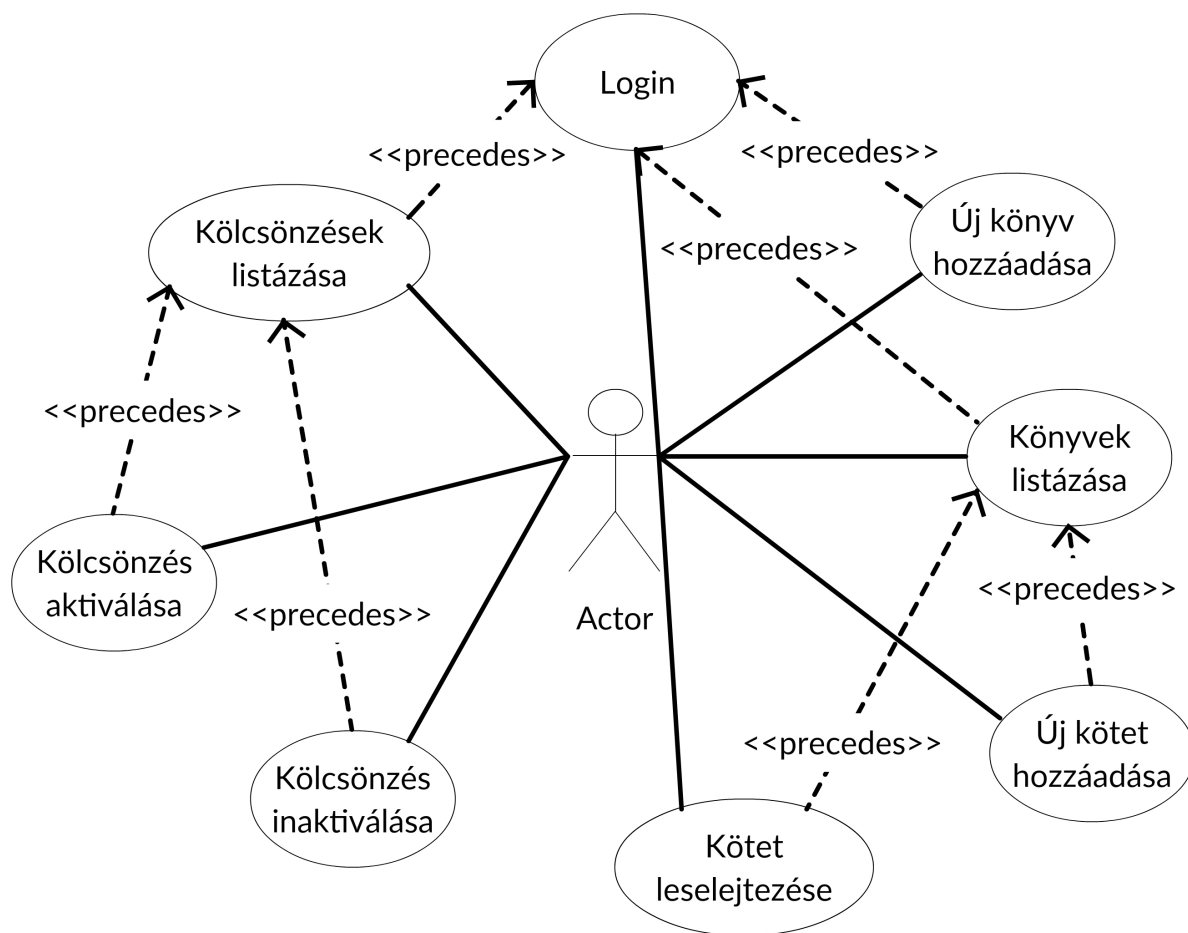 Login
<<precedes>>
<<precedes>>
Kölcsönzések
listázása
Új könyv
hozzáadása
<<precedes>>
<<precedes>>
Könyvek
listázása
Kölcsönzés
aktiválása
<<precedes>>
Actor
<<precedes>>
Új kötet
hozzáadása
<<precedes>>
Kölcsönzés
inaktiválása
Kötet
leselejtezése